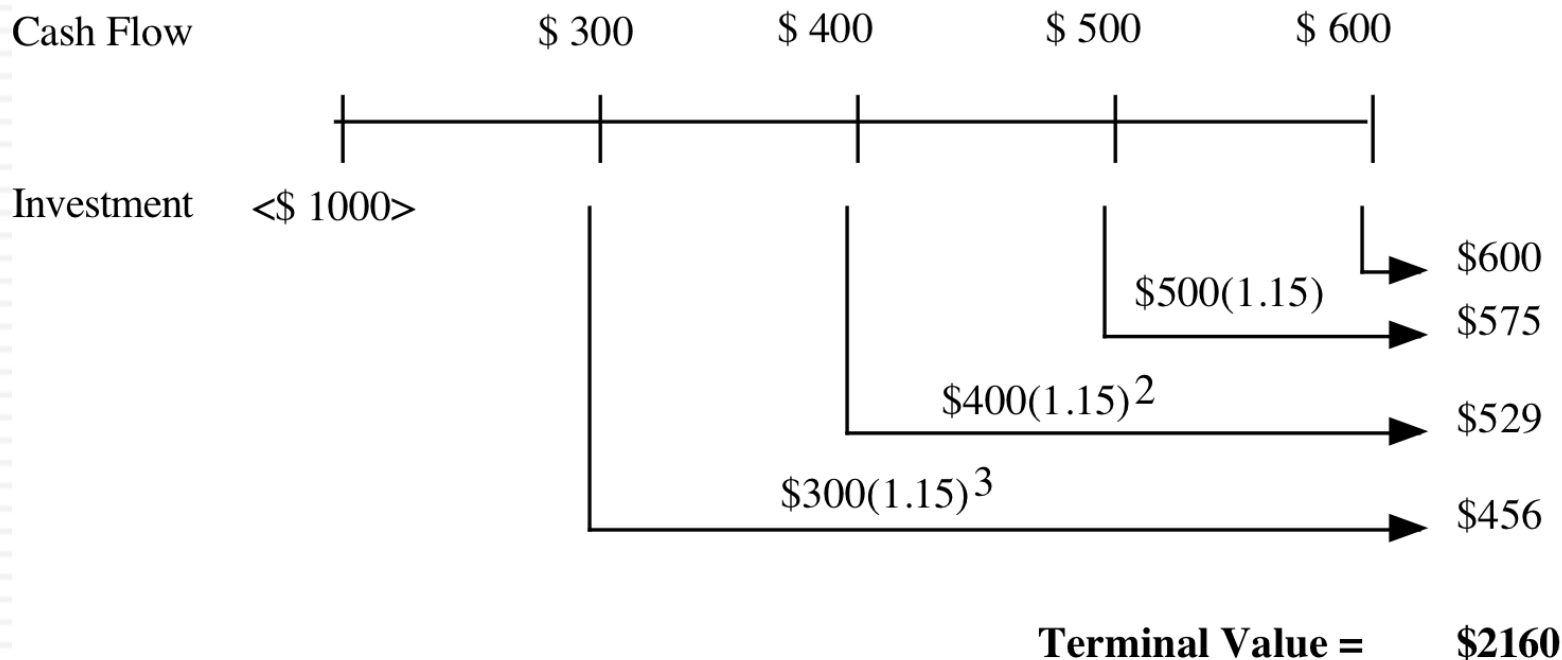 Cash Flow $ 300 $ 400 $ 500 $ 600
Investment <$ 1000>
$600
$500(1.15)
$575
$400(1.15)2
$529
$300(1.15)3
$456
Terminal Value = $2160